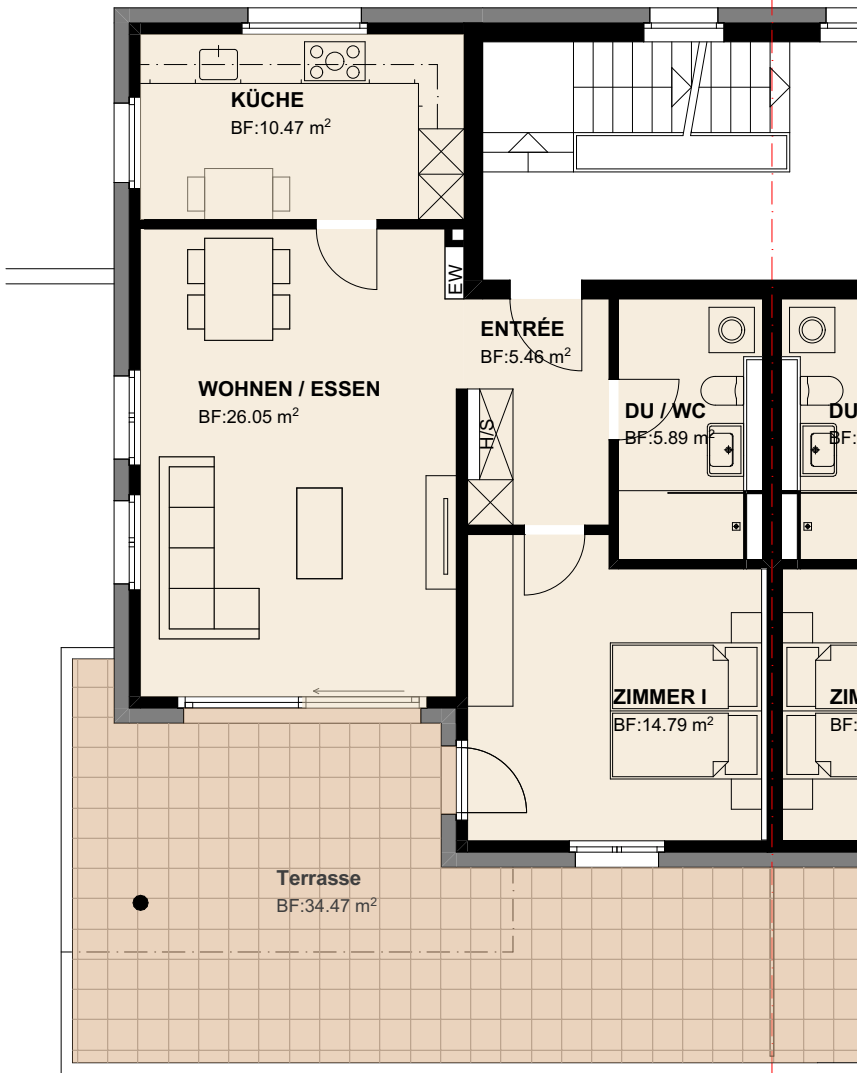 KÜCHE
BF:10.47 m²
EW
ENTRÉE
BF:5.46 m²
WOHNEN / ESSEN
BF:26.05 m²
H/S
DU / WC
BF:5.89 m²
DU
BF:
ZIMMER I
BF:14.79 m²
ZIM
BF:
Terrasse
BF:34.47 m²